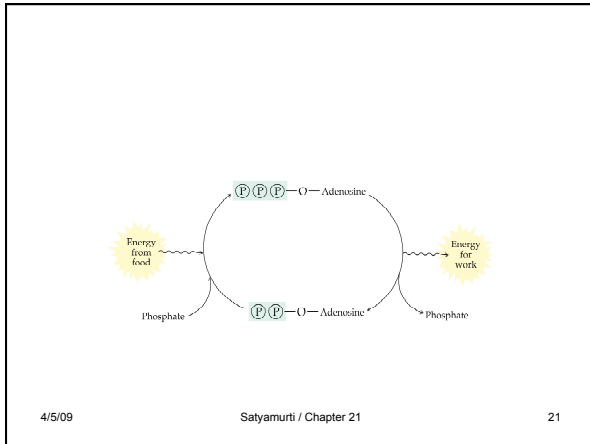 Ⓟ Ⓟ Ⓟ — O — Adenosine
Energy
from
food
Energy
for
work
Phosphate
Ⓟ Ⓟ — O — Adenosine
Phosphate
4/5/09 Satyamurti / Chapter 21 21